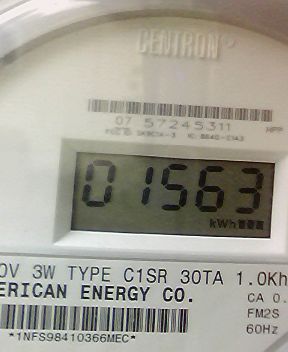 CENTRON®
07 57245311
HPP
01563
kWh
0V 3W TYPE C1SR 30TA 1.0Kh
ERICAN ENERGY CO.
CA 0.
FM2S
60Hz
*1NFS98410366MEC*